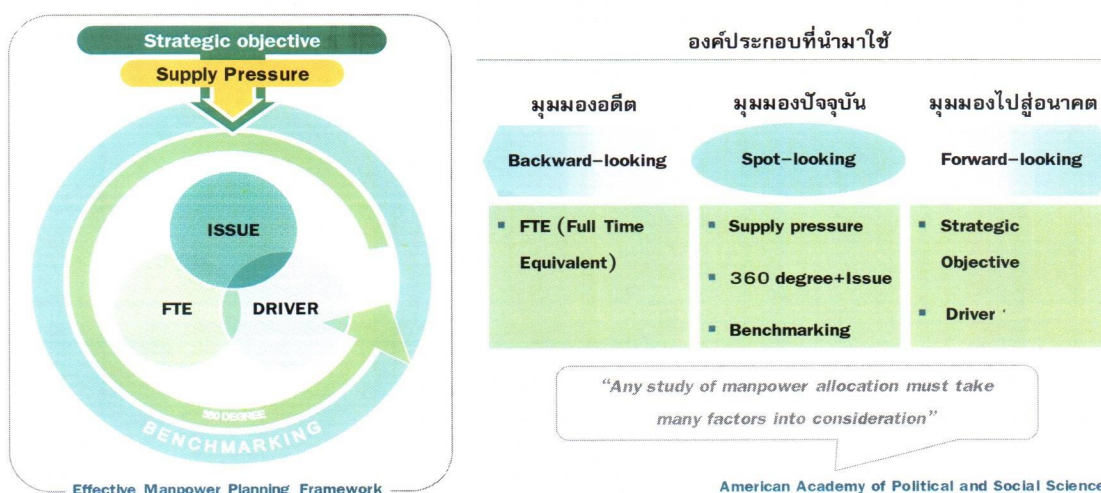 Strategic objective
Supply Pressure
ISSUE
FTE
DRIVER
360 DEGREE
BENCHMARKING
Effective Manpower Planning Framework
องค์ประกอบที่นำมาใช้
มุมมองอดีต
มุมมองปัจจุบัน
มุมมองไปสู่อนาคต
Backward-looking
Spot-looking
Forward-looking
▪ FTE (Full Time
Equivalent)
▪ Supply pressure
▪ 360 degree+Issue
▪ Benchmarking
▪ Strategic
Objective
▪ Driver
"Any study of manpower allocation must take
many factors into consideration"
American Academy of Political and Social Science